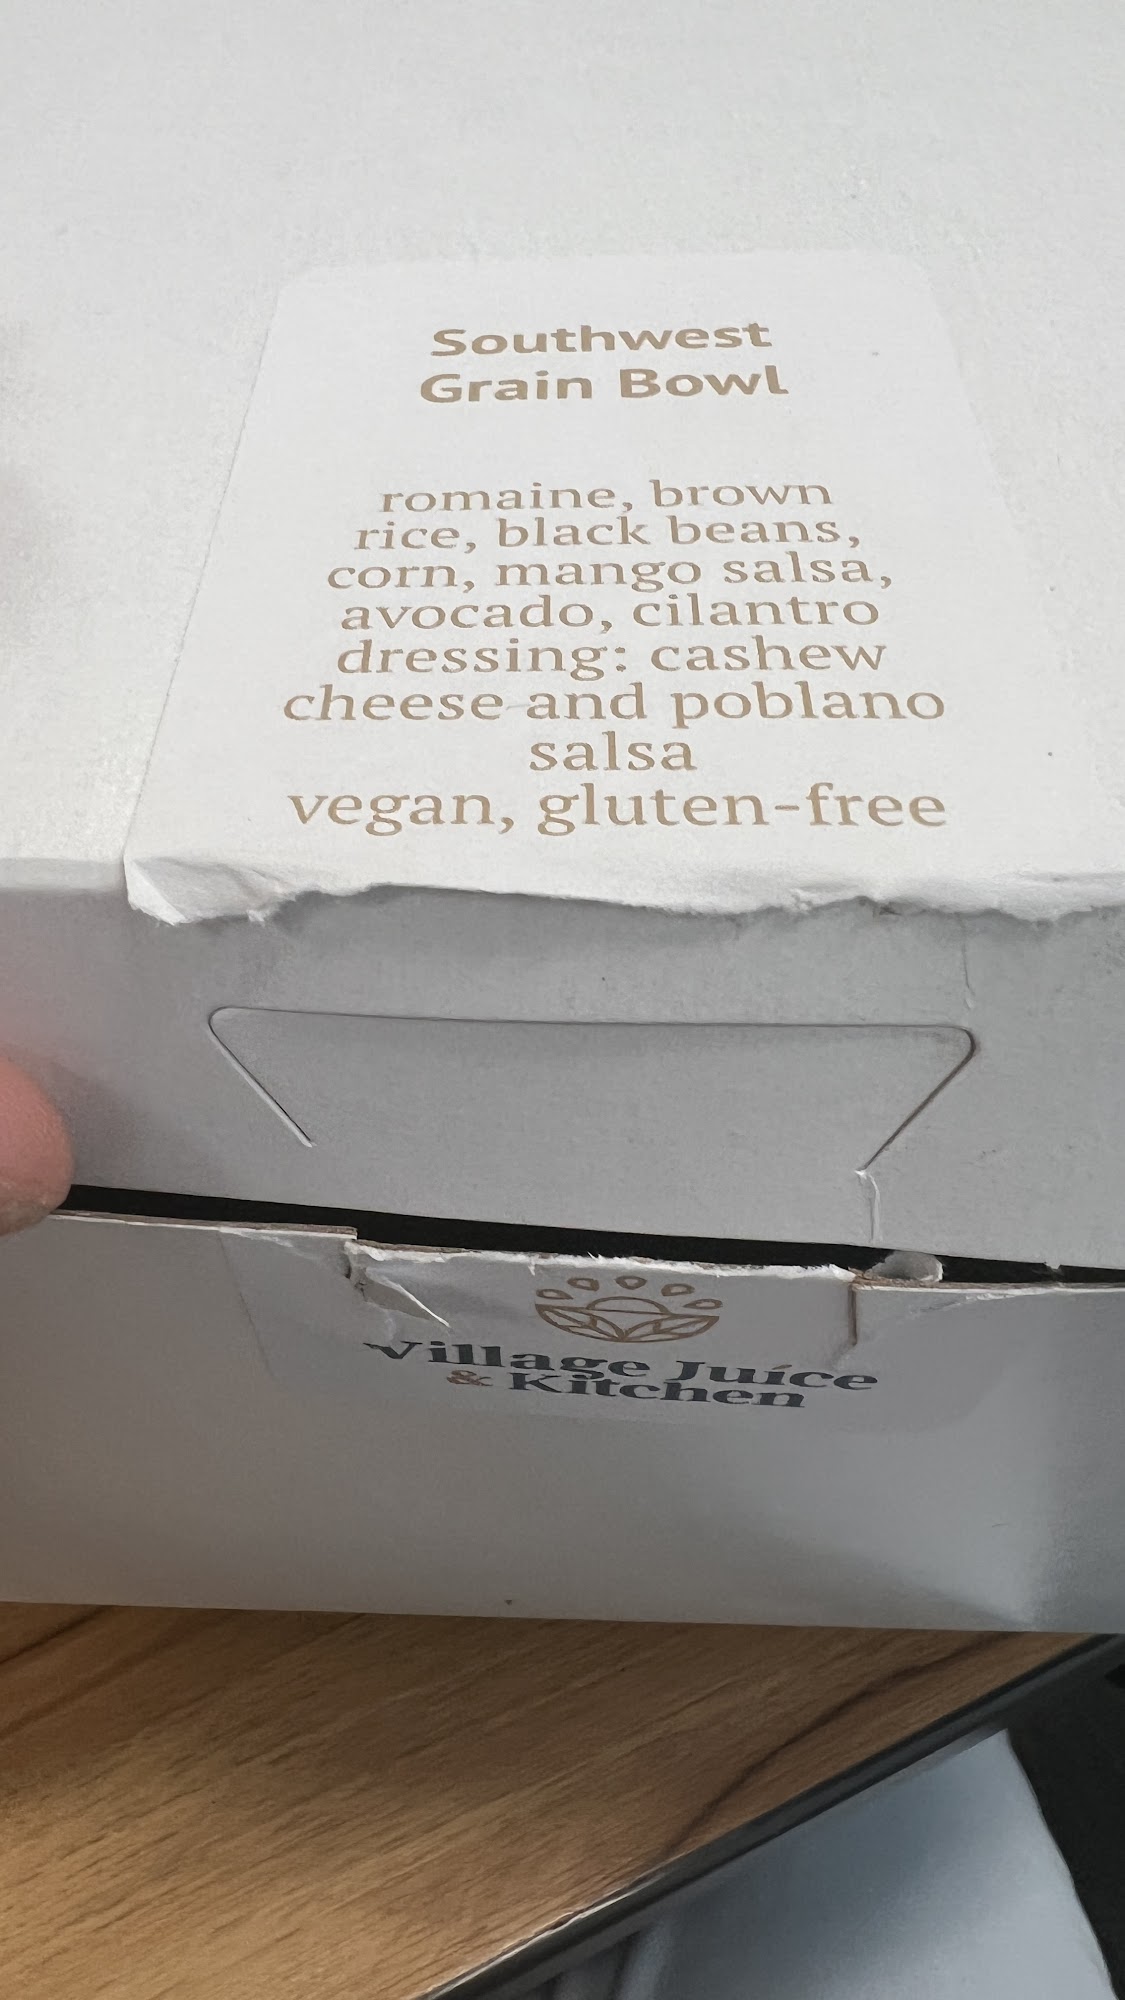 Southwest
Grain Bowl
romaine, brown
rice, black beans,
corn, mango salsa,
avocado, cilantro
dressing: cashew
cheese and poblano
salsa
vegan, gluten-free
Village Juice
& Kitchen